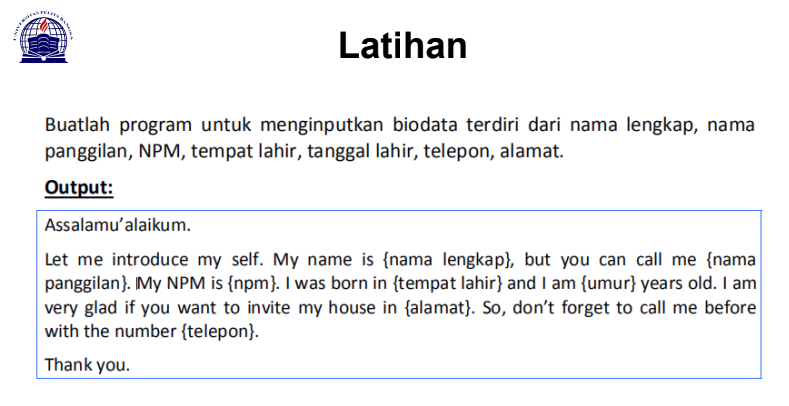 UNIVERSITAS PELITA BANGSA
Latihan
Buatlah program untuk menginputkan biodata terdiri dari nama lengkap, nama
panggilan, NPM, tempat lahir, tanggal lahir, telepon, alamat.
Output:
Assalamu’alaikum.
Let me introduce my self. My name is {nama lengkap}, but you can call me {nama
panggilan}. My NPM is {npm}. I was born in {tempat lahir} and I am {umur} years old. I am
very glad if you want to invite my house in {alamat}. So, don’t forget to call me before
with the number {telepon}.
Thank you.